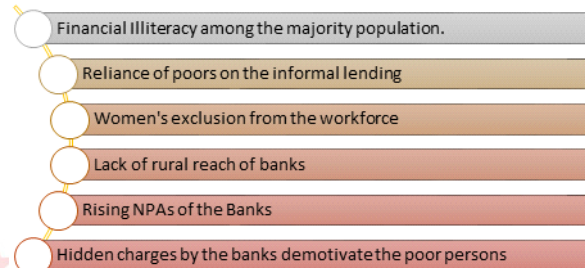 Financial Illiteracy among the majority population.
Reliance of poors on the informal lending
Women's exclusion from the workforce
Lack of rural reach of banks
Rising NPAs of the Banks
Hidden charges by the banks demotivate the poor persons